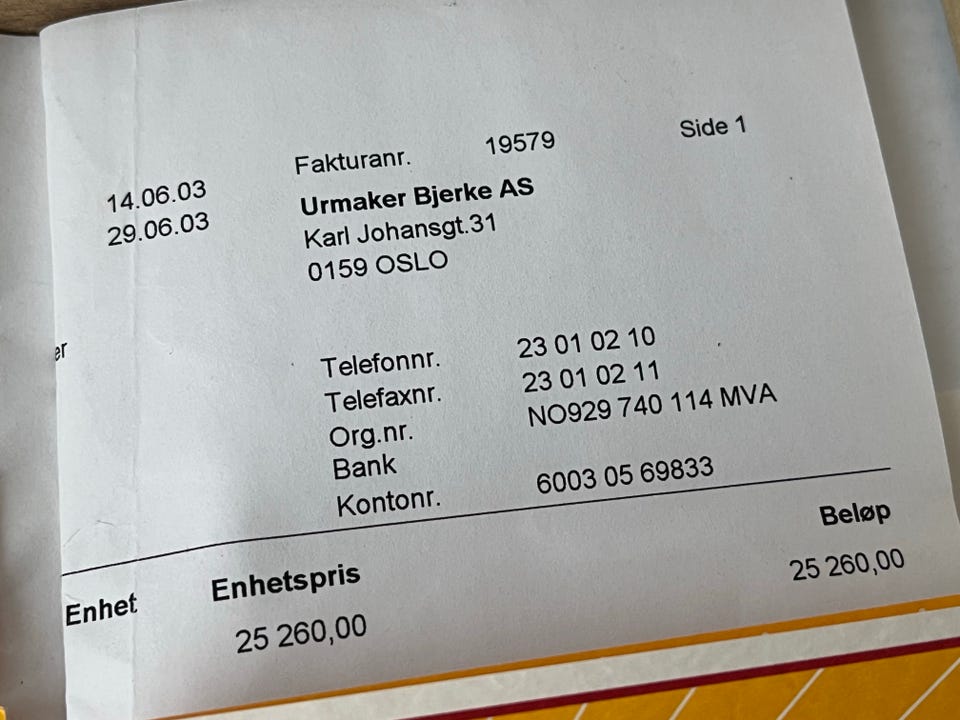 Fakturanr. 19579 Side 1
14.06.03 Urmaker Bjerke AS
29.06.03 Karl Johansgt.31
0159 OSLO
er
Telefonnr. 23 01 02 10
Telefaxnr. 23 01 02 11
Org.nr. NO929 740 114 MVA
Bank
Kontonr. 6003 05 69833
Enhet Enhetspris Beløp
25 260,00 25 260,00